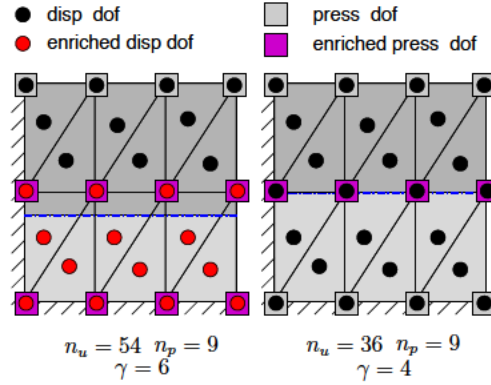 disp dof
press dof
enriched disp dof
enriched press dof
n_u = 54 n_p = 9
γ = 6
n_u = 36 n_p = 9
γ = 4